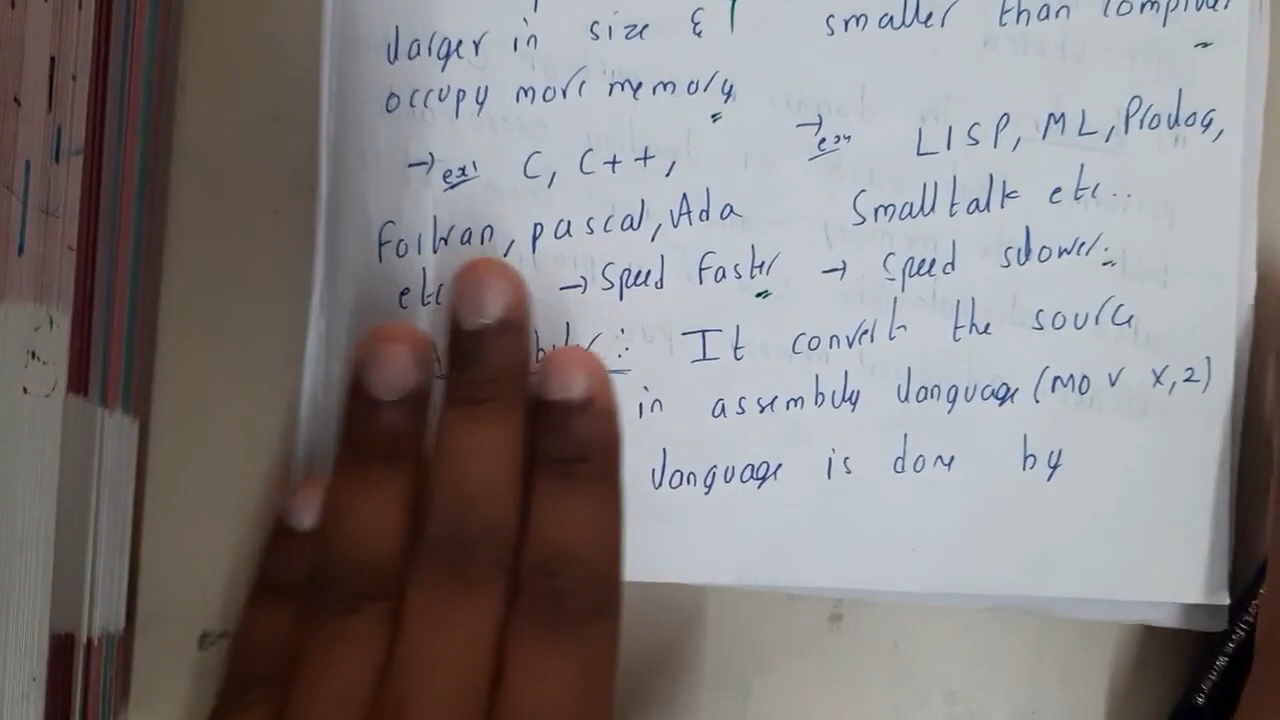 larger in size &
smaller than compiler
occupy more memory
→ ex: C, C++,
→ ex: LISP, ML, Prolog,
Fortran, pascal, Ada
Smalltalk etc..
etc → Speed Faster
→ Speed slower.
It convert the source
in assembly language (MOV X,2)
language is done by